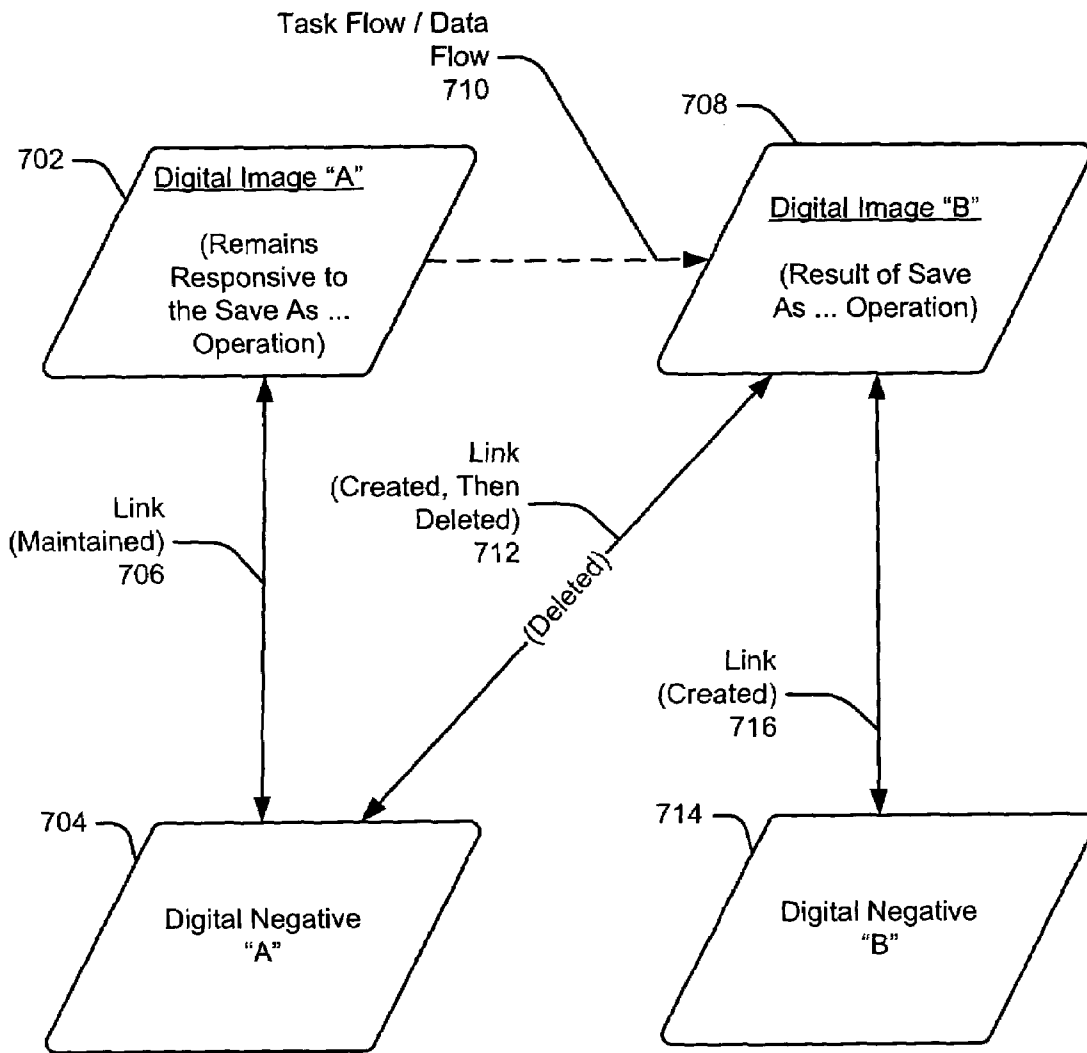 Task Flow / Data
Flow
710
708
702
Digital Image “A”
(Remains
Responsive to
the Save As ...
Operation)
Digital Image “B”
(Result of Save
As ... Operation)
Link
(Maintained)
706
Link
(Created, Then
Deleted)
712
(Deleted)
Link
(Created)
716
704
Digital Negative
“A”
714
Digital Negative
“B”